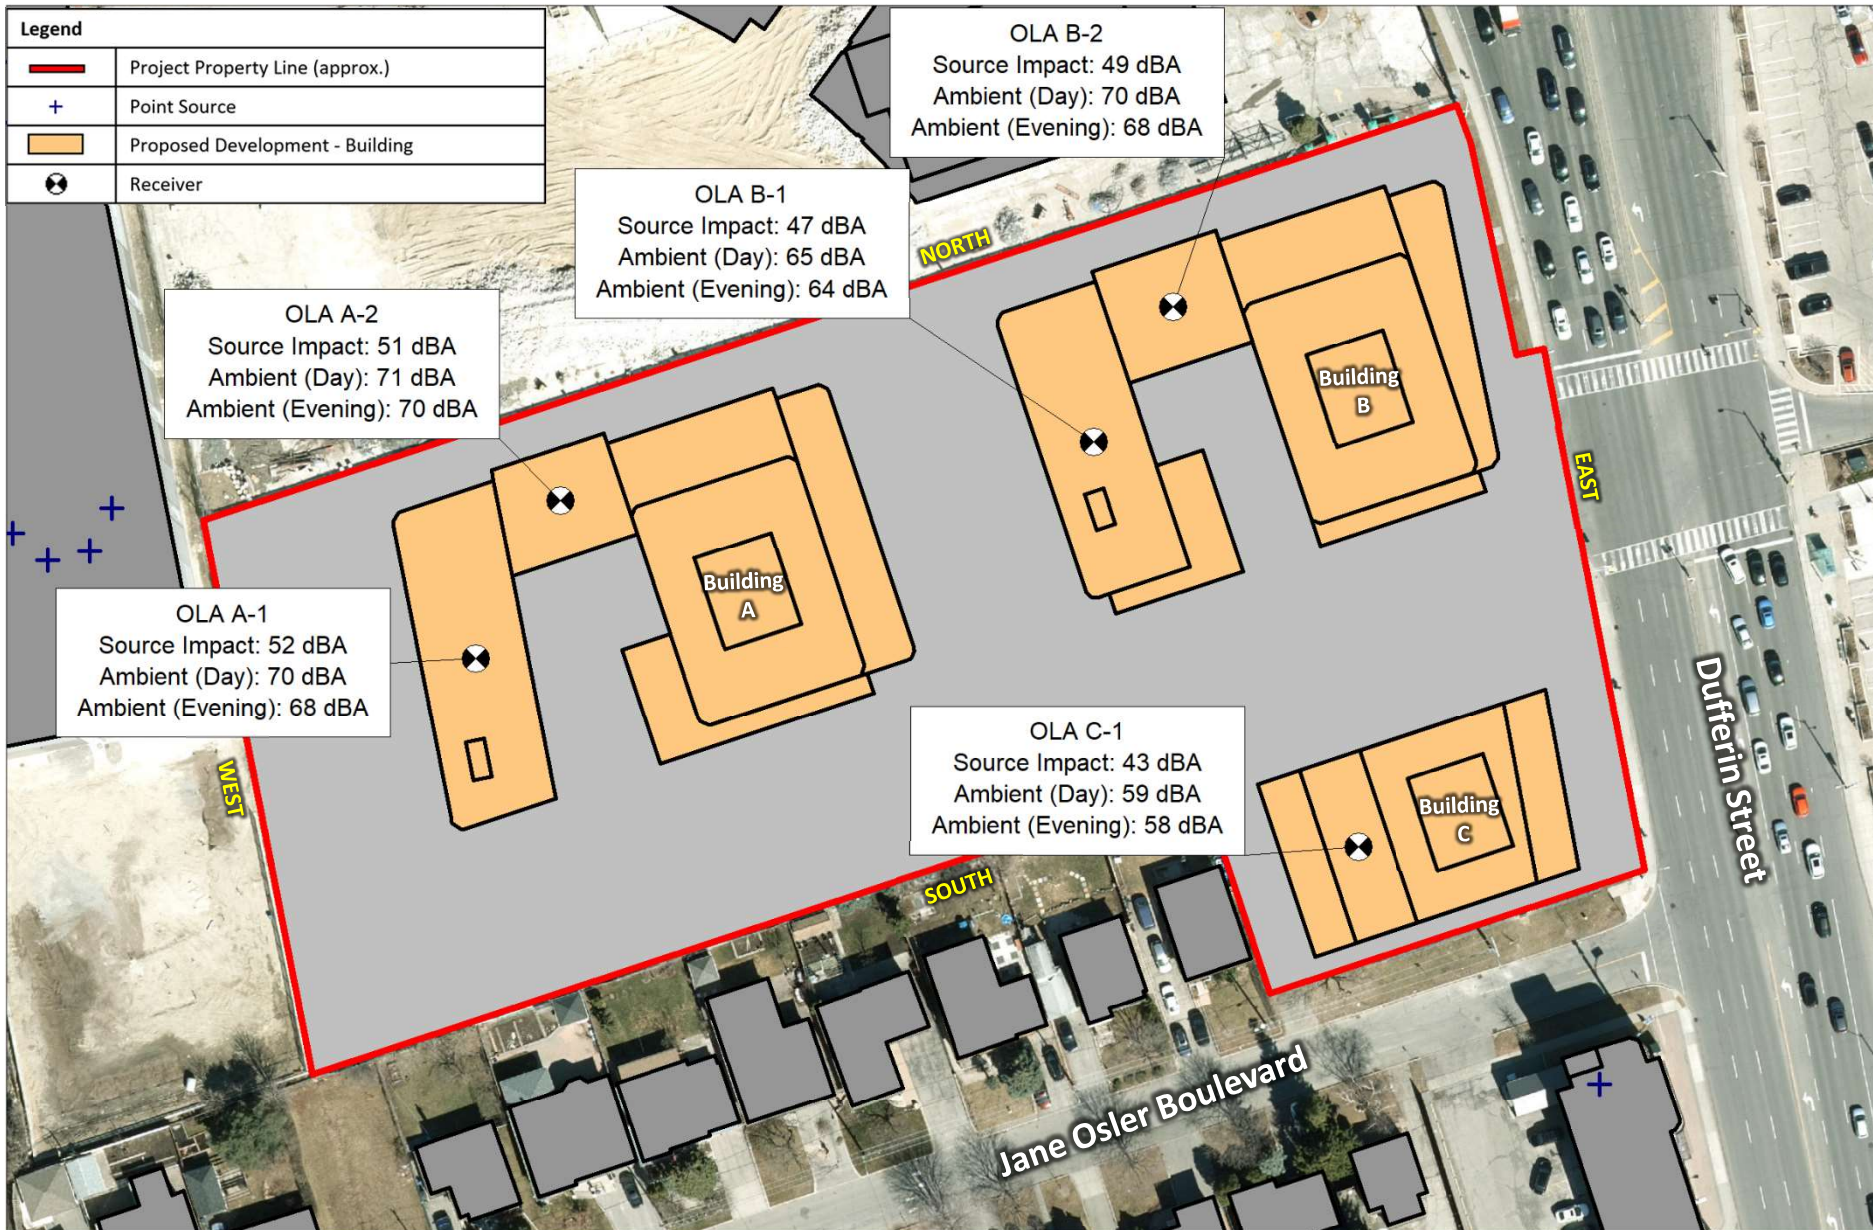 Legend
Project Property Line (approx.)
Point Source
Proposed Development - Building
Receiver
OLA B-2
Source Impact: 49 dBA
Ambient (Day): 70 dBA
Ambient (Evening): 68 dBA
OLA B-1
Source Impact: 47 dBA
Ambient (Day): 65 dBA
Ambient (Evening): 64 dBA
NORTH
OLA A-2
Source Impact: 51 dBA
Ambient (Day): 71 dBA
Ambient (Evening): 70 dBA
Building
B
EAST
Building
A
OLA A-1
Source Impact: 52 dBA
Ambient (Day): 70 dBA
Ambient (Evening): 68 dBA
WEST
OLA C-1
Source Impact: 43 dBA
Ambient (Day): 59 dBA
Ambient (Evening): 58 dBA
Building
C
Dufferin Street
SOUTH
Jane Osler Boulevard